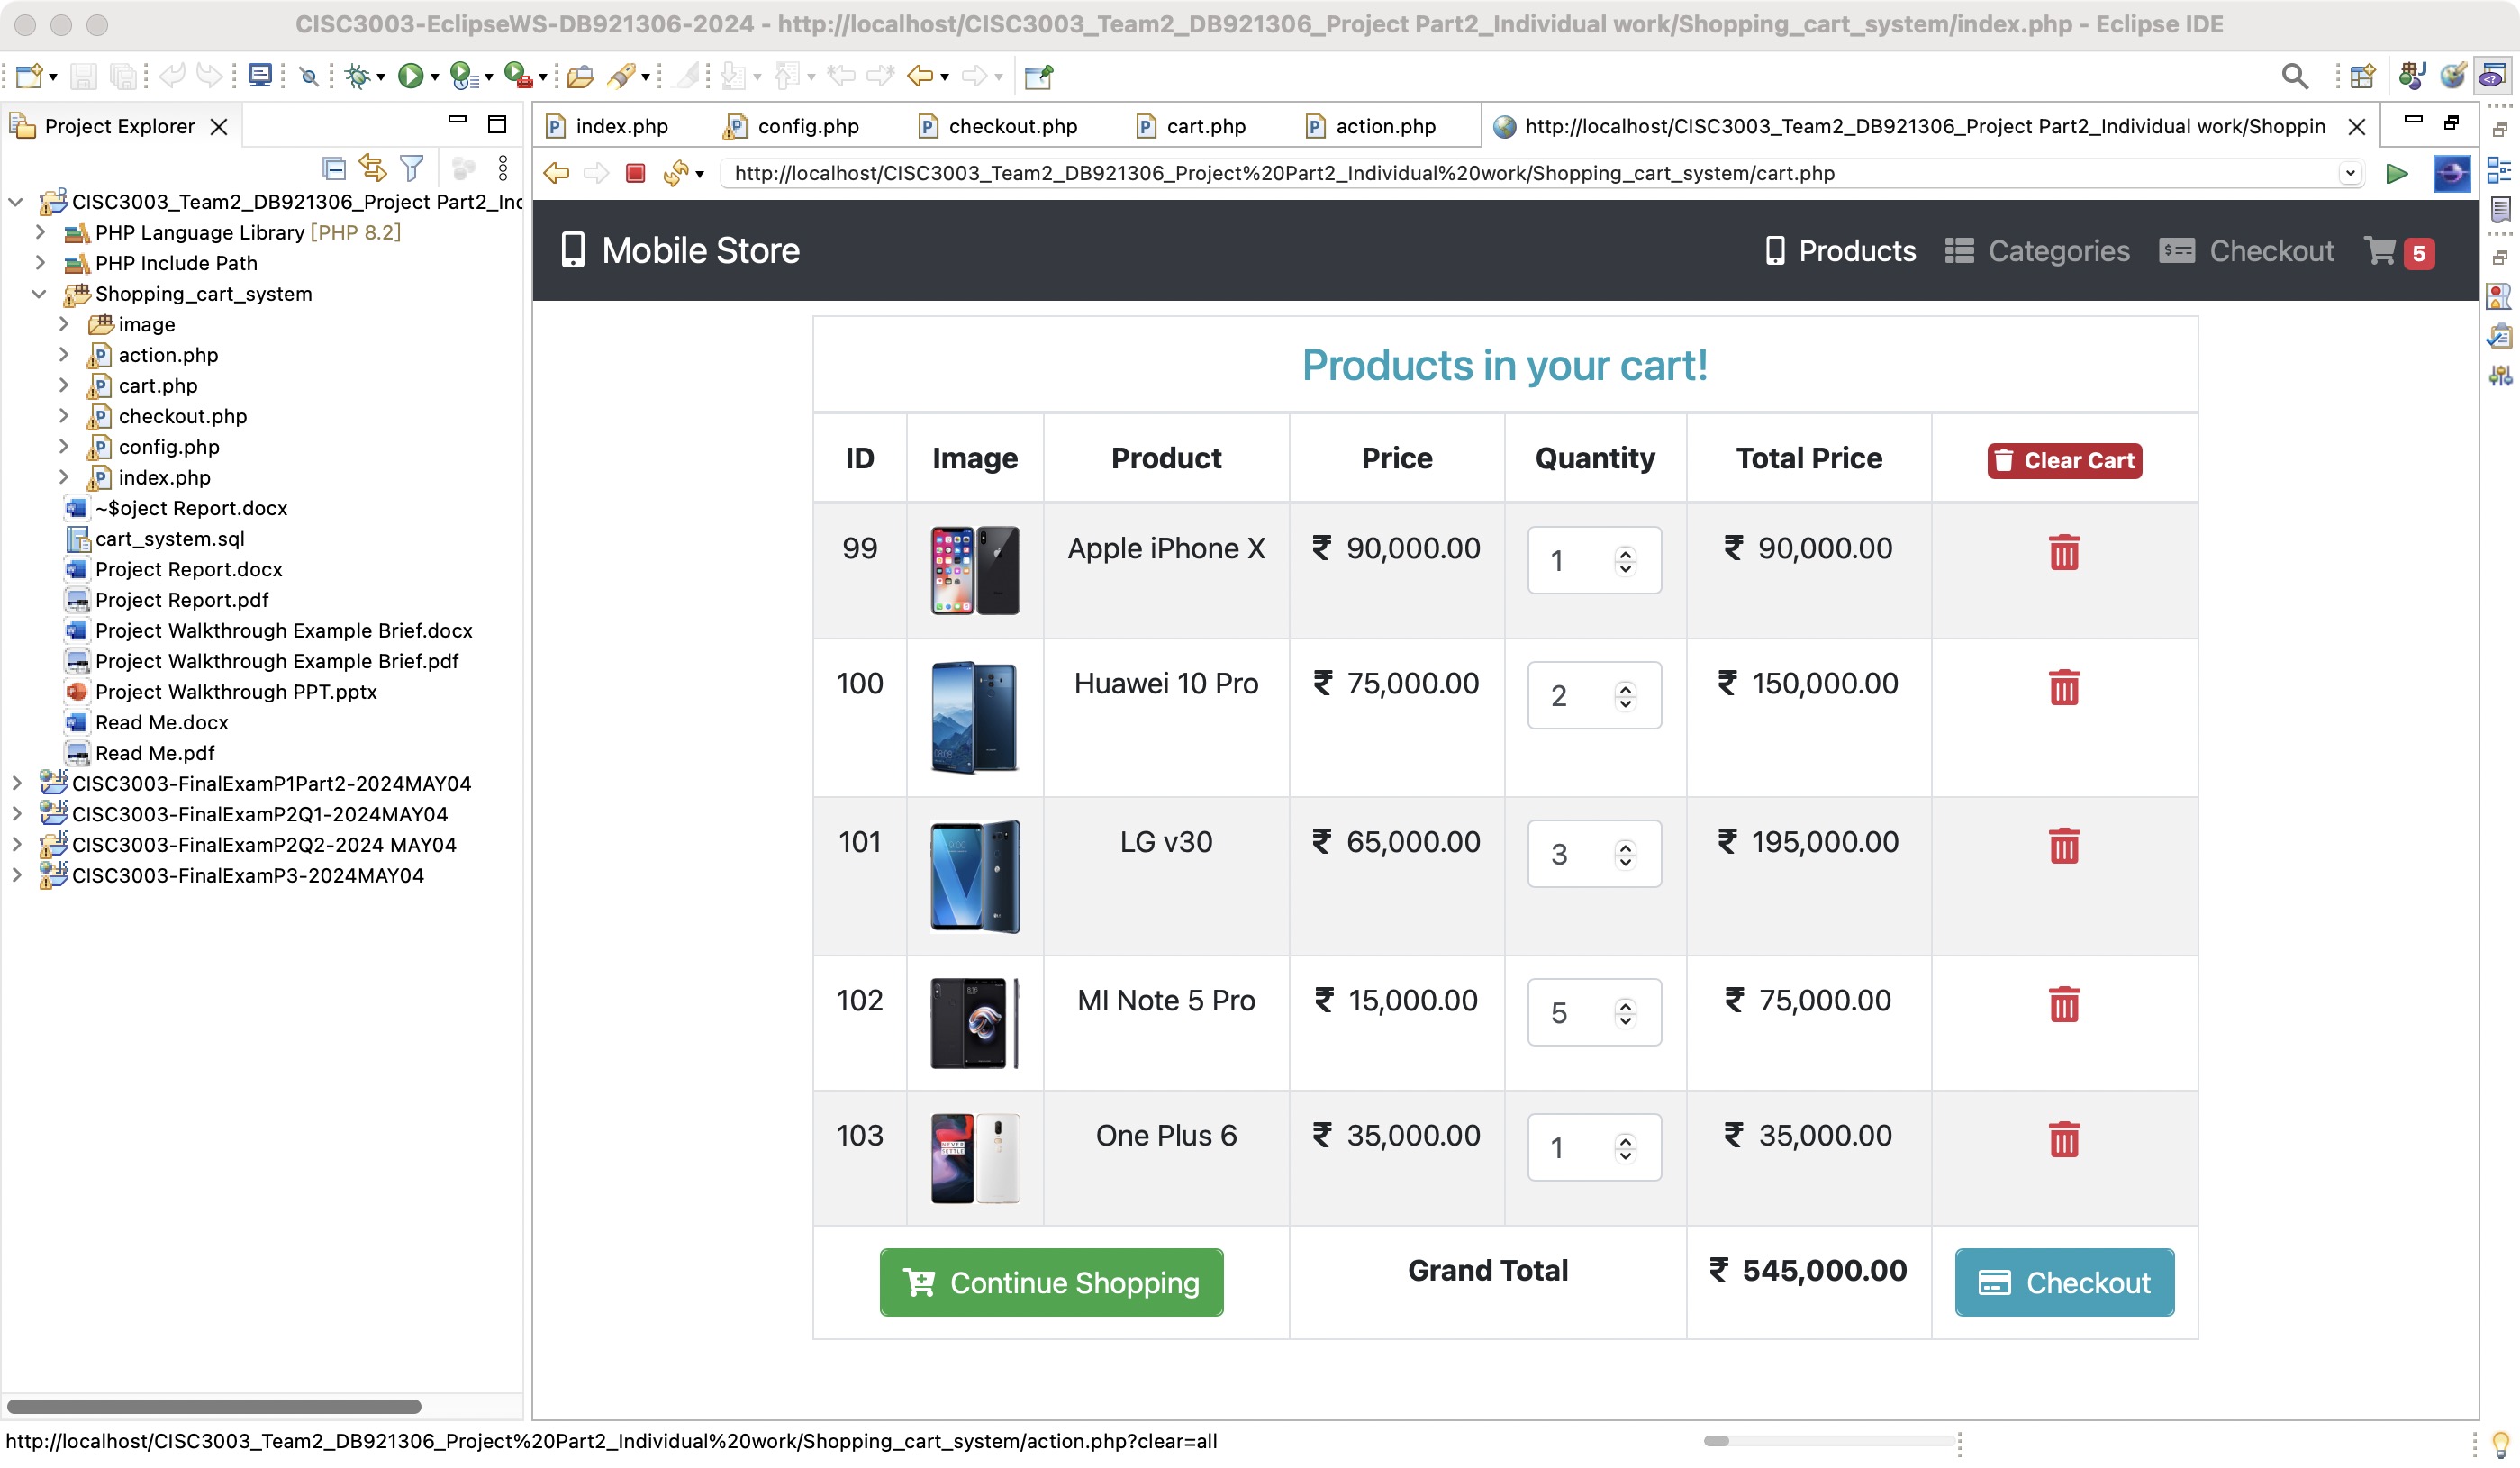 CISC3003-EclipseWS-DB921306-2024 - http://localhost/CISC3003_Team2_DB921306_Project Part2_Individual work/Shopping_cart_system/index.php - Eclipse IDE
Project Explorer
index.php
config.php
checkout.php
cart.php
action.php
http://localhost/CISC3003_Team2_DB921306_Project Part2_Individual work/Shoppin
http://localhost/CISC3003_Team2_DB921306_Project%20Part2_Individual%20work/Shopping_cart_system/cart.php
CISC3003_Team2_DB921306_Project Part2_Ind
PHP Language Library [PHP 8.2]
PHP Include Path
Shopping_cart_system
image
action.php
cart.php
checkout.php
config.php
index.php
~$oject Report.docx
cart_system.sql
Project Report.docx
Project Report.pdf
Project Walkthrough Example Brief.docx
Project Walkthrough Example Brief.pdf
Project Walkthrough PPT.pptx
Read Me.docx
Read Me.pdf
CISC3003-FinalExamP1Part2-2024MAY04
CISC3003-FinalExamP2Q1-2024MAY04
CISC3003-FinalExamP2Q2-2024 MAY04
CISC3003-FinalExamP3-2024MAY04
Mobile Store
Products
Categories
Checkout
5
Products in your cart!
ID Image Product Price Quantity Total Price Clear Cart
99 Apple iPhone X ₹ 90,000.00 1 ₹ 90,000.00
100 Huawei 10 Pro ₹ 75,000.00 2 ₹ 150,000.00
101 LG v30 ₹ 65,000.00 3 ₹ 195,000.00
102 MI Note 5 Pro ₹ 15,000.00 5 ₹ 75,000.00
103 One Plus 6 ₹ 35,000.00 1 ₹ 35,000.00
Continue Shopping Grand Total ₹ 545,000.00 Checkout
http://localhost/CISC3003_Team2_DB921306_Project%20Part2_Individual%20work/Shopping_cart_system/action.php?clear=all